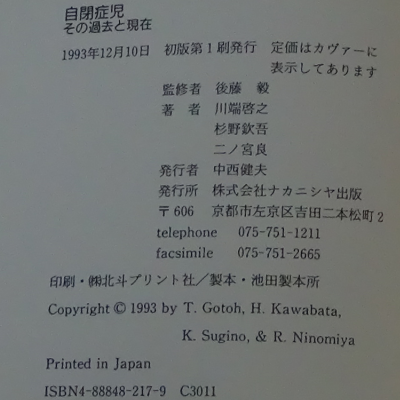 自閉症児
その過去と現在
1993年12月10日 初版第1刷発行 定価はカヴァーに
表示してあります
監修者 後藤 毅
著者 川端啓之
杉野欽吾
二ノ宮良
発行者 中西健夫
発行所 株式会社ナカニシヤ出版
〒606 京都市左京区吉田二本松町2
telephone 075-751-1211
facsimile 075-751-2665
印刷・㈱北斗プリント社／製本・池田製本所
Copyright © 1993 by T. Gotoh, H. Kawabata,
K. Sugino, & R. Ninomiya
Printed in Japan
ISBN4-88848-217-9 C3011